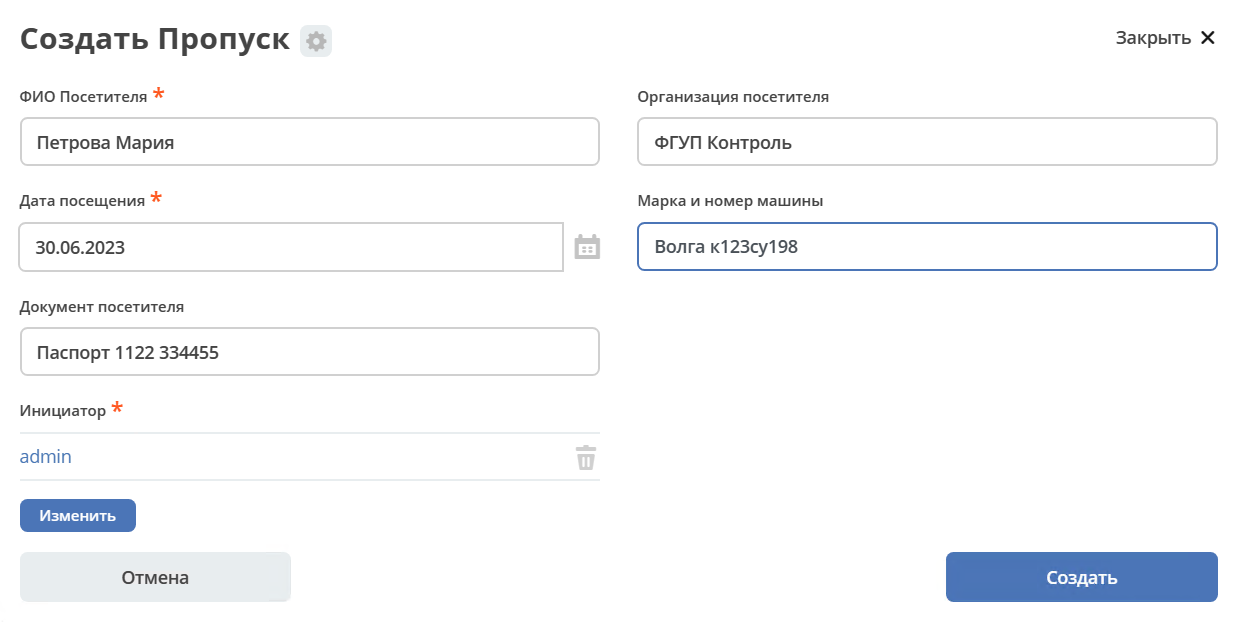 Создать Пропуск
Закрыть
ФИО Посетителя *
Организация посетителя
Петрова Мария
ФГУП Контроль
Дата посещения *
Марка и номер машины
30.06.2023
Волга к123су198
Документ посетителя
Паспорт 1122 334455
Инициатор *
admin
Изменить
Отмена
Создать